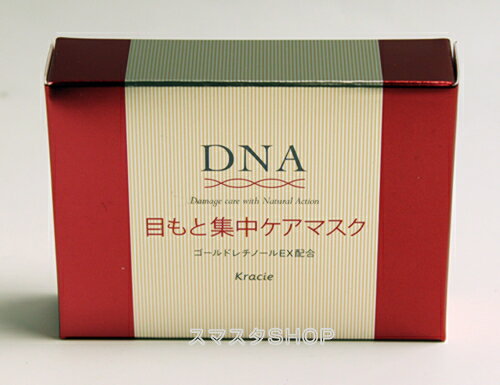 DNA
Damage care with Natural Action
目もと集中ケアマスク
ゴールドレチノールEX配合
Kracie
スマスタSHOP